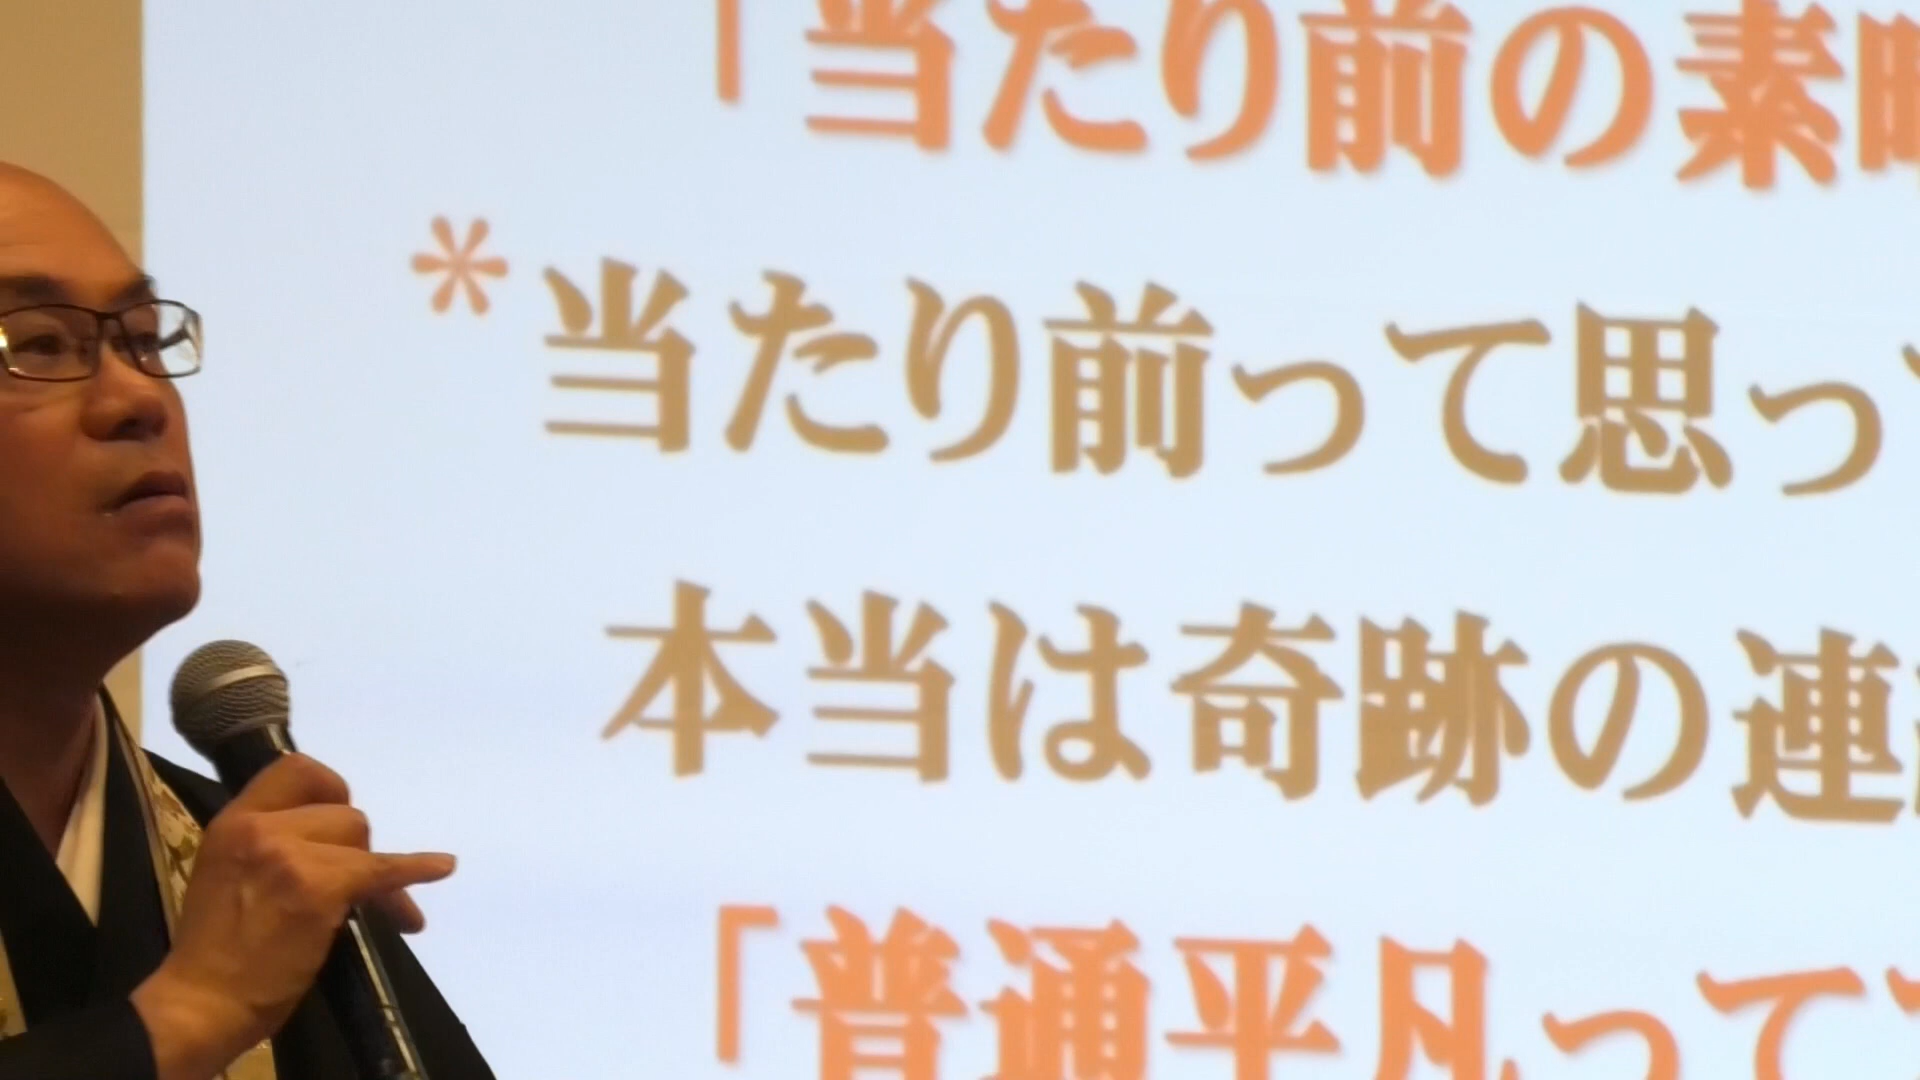 「当たり前の素
*当たり前って思っ
本当は奇跡の連
「普通平凡って